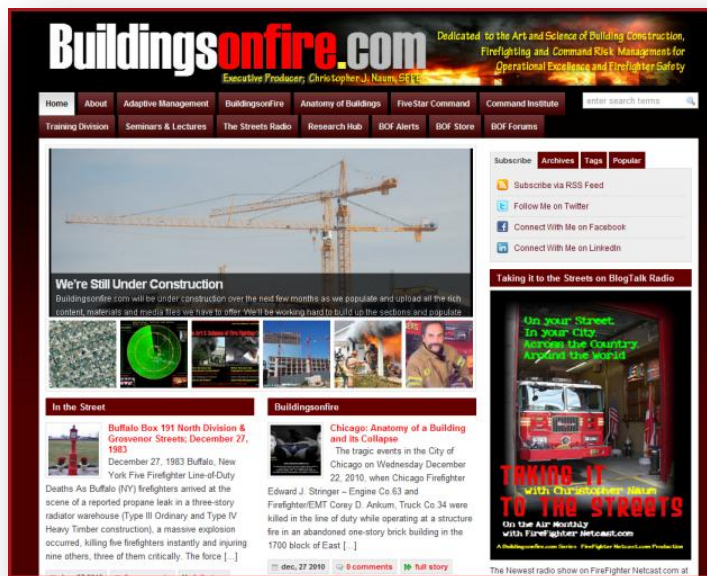 Buildingsonfire.com
Executive Producer; Christopher J. Naum, SFPE
Dedicated to the Art and Science of Building Construction,
Firefighting and Command Risk Management for
Operational Excellence and Firefighter Safety
Home About Adaptive Management BuildingsonFire Anatomy of Buildings FiveStar Command Command Institute
enter search terms
Training Division Seminars & Lectures The Streets Radio Research Hub BOF Alerts BOF Store BOF Forums
We're Still Under Construction
Buildingsonfire.com will be under construction over the next few months as we populate and upload all the rich
content, materials and media files we have to offer. We'll be working hard to build up the sections and populate
Subscribe Archives Tags Popular
Subscribe via RSS Feed
Follow Me on Twitter
Connect With Me on Facebook
Connect With Me on LinkedIn
Taking it to the Streets on BlogTalk Radio
On your Street,
In your City,
Across the Country,
Around the World
TAKING IT
with Christopher Naum
TO THE STREETS
On the Air Monthly
with FireFighter Netcast.com
A Buildingsonfire.com Series FireFighter Netcast.com Production
The Newest radio show on FireFighter Netcast.com at
In the Street
Buffalo Box 191 North Division &
Grosvenor Streets; December 27,
1983
December 27, 1983 Buffalo, New
York Five Firefighter Line-of-Duty
Deaths As Buffalo (NY) firefighters arrived at the
scene of a reported propane leak in a three-story
radiator warehouse (Type III Ordinary and Type IV
Heavy Timber construction), a massive explosion
occurred, killing five firefighters instantly and injuring
nine others, three of them critically. The force [...]
Buildingsonfire
Chicago: Anatomy of a Building
and its Collapse
The tragic events in the City of
Chicago on Wednesday December
22, 2010, when Chicago Firefighter
Edward J. Stringer – Engine Co.63 and
Firefighter/EMT Corey D. Ankum, Truck Co.34 were
killed in the line of duty while operating at a structure
fire in an abandoned one-story brick building in the
1700 block of East [...]
dec, 27 2010 0 comments full story